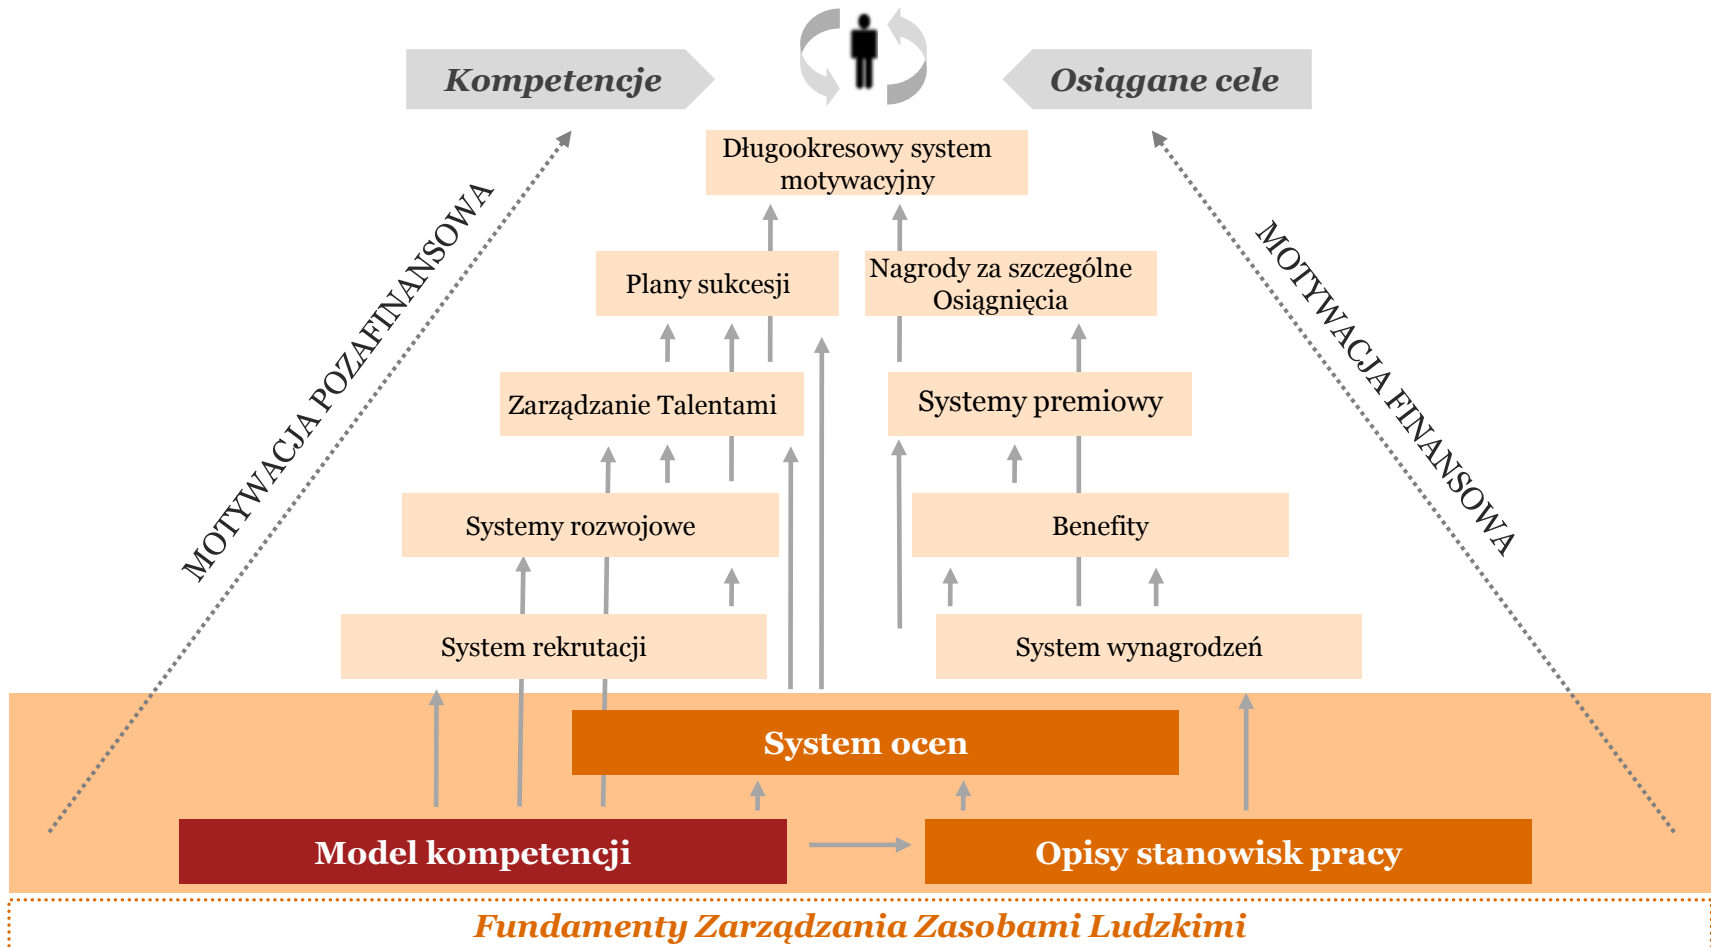 Kompetencje
Osiągane cele
Długookresowy system
motywacyjny
MOTYWACJA POZAFINANSOWA
MOTYWACJA FINANSOWA
Plany sukcesji
Nagrody za szczególne
Osiągnięcia
Zarządzanie Talentami
Systemy premiowy
Systemy rozwojowe
Benefity
System rekrutacji
System wynagrodzeń
System ocen
Model kompetencji
Opisy stanowisk pracy
Fundamenty Zarządzania Zasobami Ludzkimi